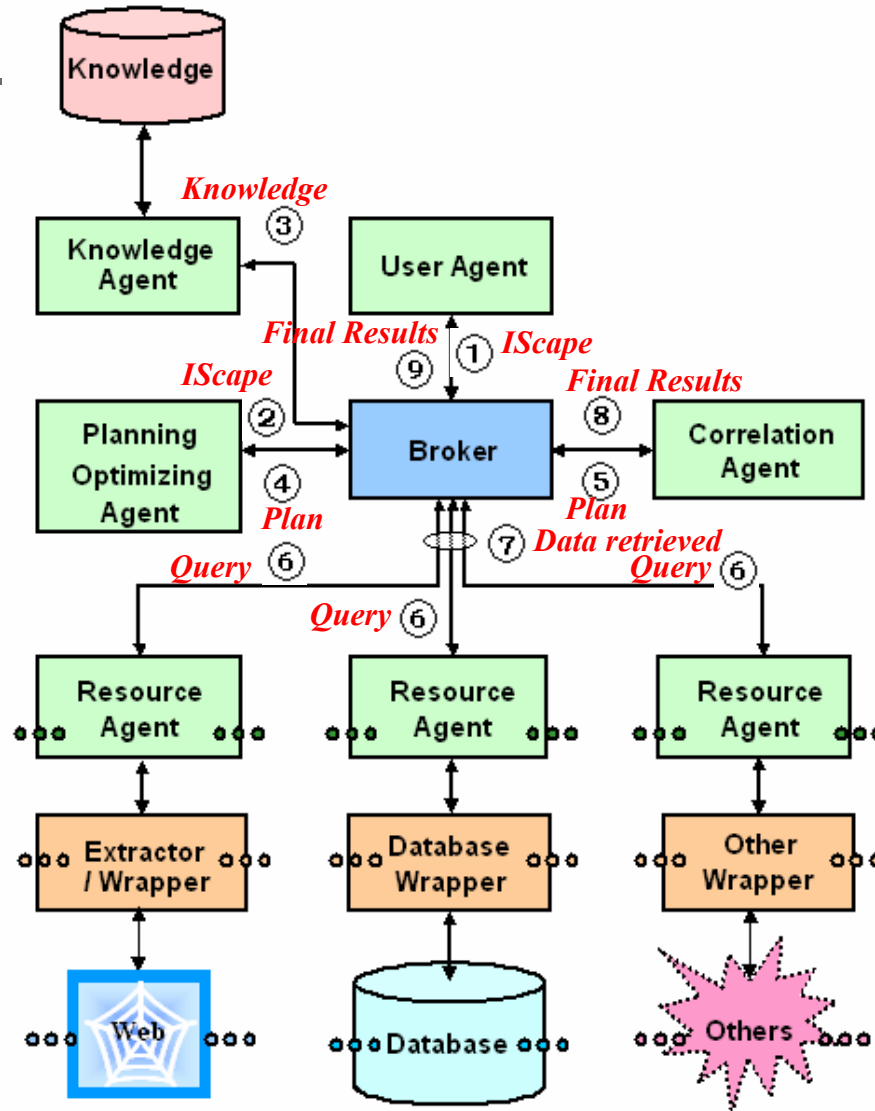 Knowledge
Knowledge
③
Knowledge
Agent
User Agent
Final Results
①
IScape
⑨
IScape
Final Results
②
⑧
Planning
Optimizing
Agent
Broker
Correlation
Agent
④
⑤
Plan
Plan
⑦ Data retrieved
Query ⑥
Query ⑥
Query ⑥
Resource
Agent
Resource
Agent
Resource
Agent
Extractor
/ Wrapper
Database
Wrapper
Other
Wrapper
Web
Database
Others